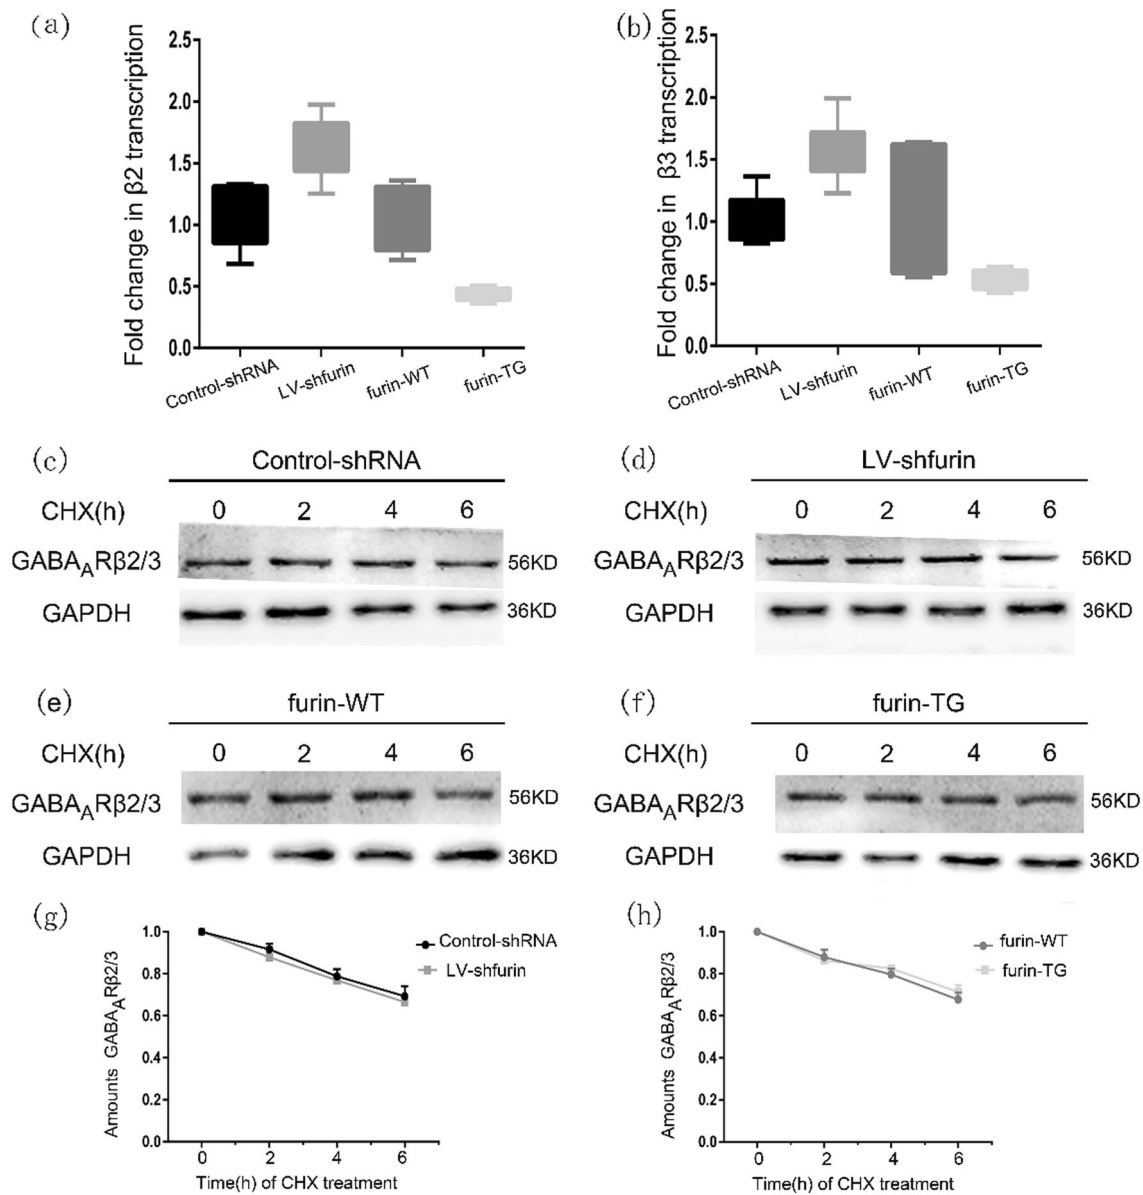 (a)
Fold change in β2 transcription
2.5
2.0
1.5
1.0
0.5
0.0
Control-shRNA
LV-shfurin
furin-WT
furin-TG
(b)
Fold change in β3 transcription
2.5
2.0
1.5
1.0
0.5
0.0
Control-shRNA
LV-shfurin
furin-WT
furin-TG
(c)
Control-shRNA
CHX(h) 0 2 4 6
GABAARβ2/3 56KD
GAPDH 36KD
(d)
LV-shfurin
CHX(h) 0 2 4 6
GABAARβ2/3 56KD
GAPDH 36KD
(e)
furin-WT
CHX(h) 0 2 4 6
GABAARβ2/3 56KD
GAPDH 36KD
(f)
furin-TG
CHX(h) 0 2 4 6
GABAARβ2/3 56KD
GAPDH 36KD
(g)
Amounts GABAARβ2/3
1.0
0.8
0.6
0.4
0.2
0.0
0 2 4 6
Time(h) of CHX treatment
Control-shRNA
LV-shfurin
(h)
Amounts GABAARβ2/3
1.0
0.8
0.6
0.4
0.2
0.0
0 2 4 6
Time(h) of CHX treatment
furin-WT
furin-TG